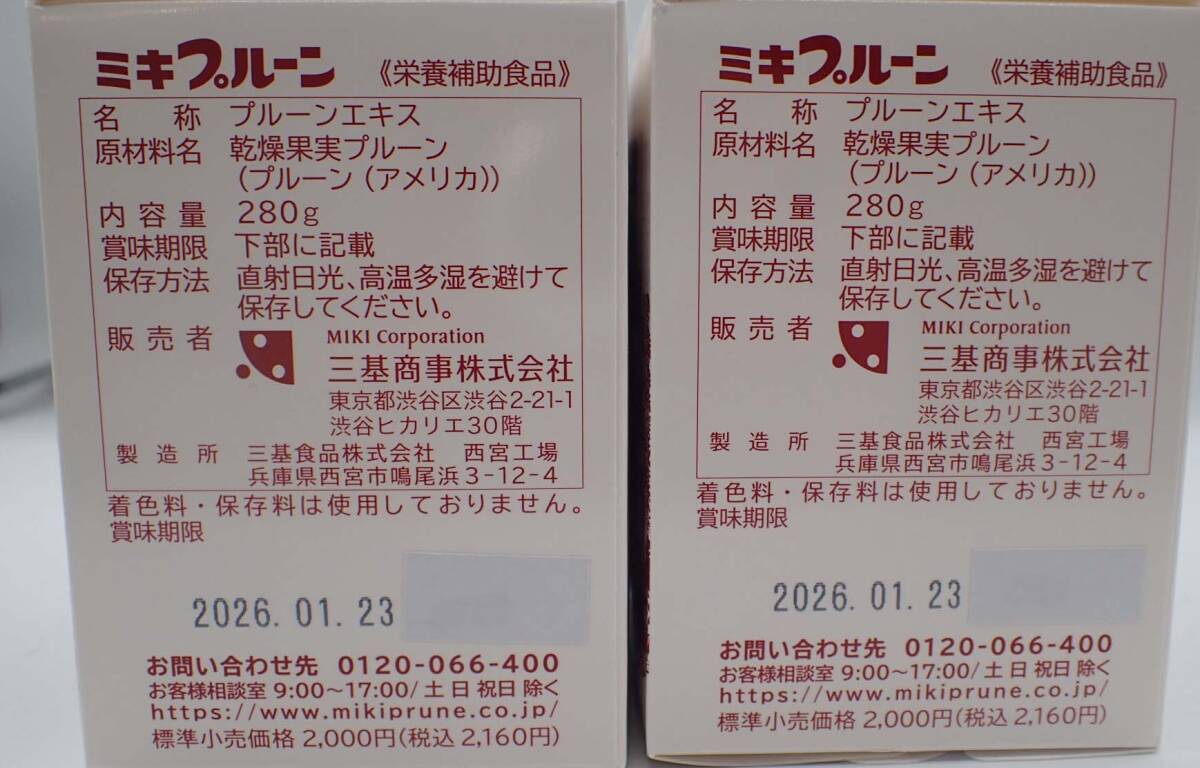 ミキプルーン 《栄養補助食品》
名称 プルーンエキス
原材料名 乾燥果実プルーン
(プルーン (アメリカ))
内容量 280g
賞味期限 下部に記載
保存方法 直射日光、高温多湿を避けて
保存してください。
販売者 MIKI Corporation
三基商事株式会社
東京都渋谷区渋谷2-21-1
渋谷ヒカリエ30階
製造所 三基食品株式会社 西宮工場
兵庫県西宮市鳴尾浜3-12-4
着色料・保存料は使用しておりません。
賞味期限
2026.01.23
お問い合わせ先 0120-066-400
お客様相談室 9:00〜17:00/土日祝日除く
https://www.mikiprune.co.jp/
標準小売価格 2,000円(税込2,160円)
ミキプルーン 《栄養補助食品》
名称 プルーンエキス
原材料名 乾燥果実プルーン
(プルーン (アメリカ))
内容量 280g
賞味期限 下部に記載
保存方法 直射日光、高温多湿を避けて
保存してください。
販売者 MIKI Corporation
三基商事株式会社
東京都渋谷区渋谷2-21-1
渋谷ヒカリエ30階
製造所 三基食品株式会社 西宮工場
兵庫県西宮市鳴尾浜3-12-4
着色料・保存料は使用しておりません。
賞味期限
2026.01.23
お問い合わせ先 0120-066-400
お客様相談室 9:00〜17:00/土日祝日除く
https://www.mikiprune.co.jp/
標準小売価格 2,000円(税込2,160円)